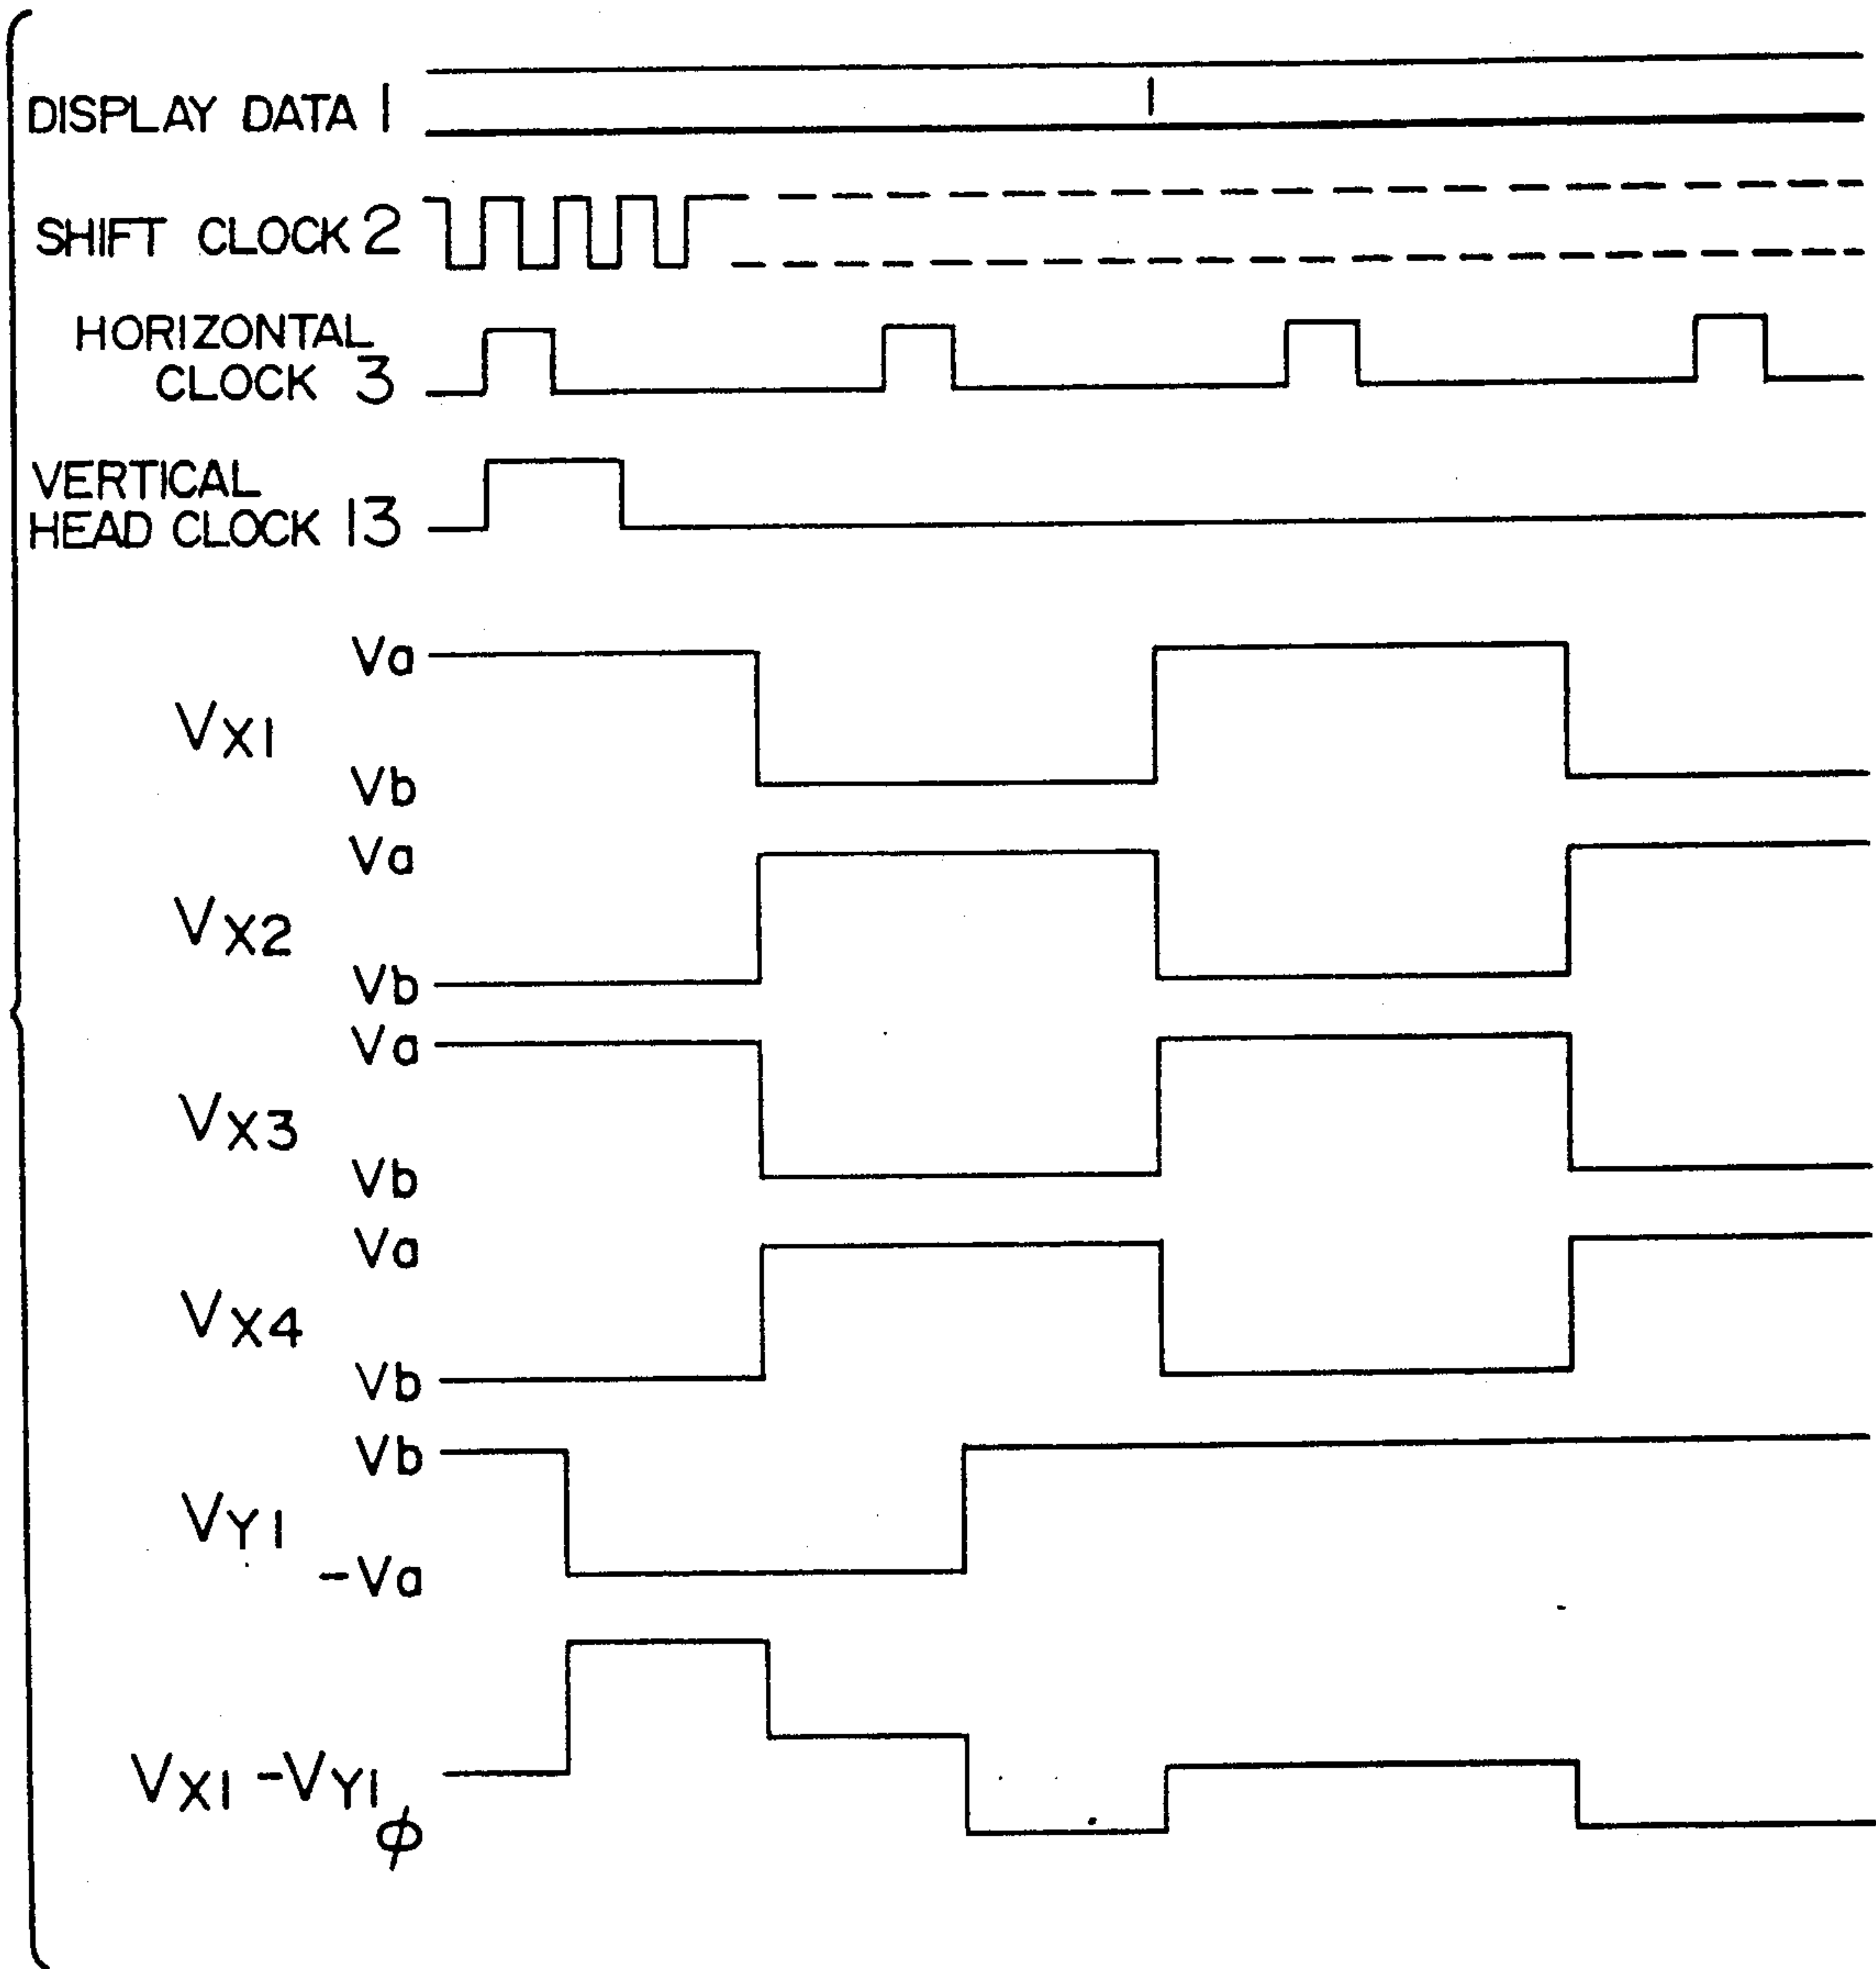 DISPLAY DATA 1
1
SHIFT CLOCK 2
HORIZONTAL
CLOCK 3
VERTICAL
HEAD CLOCK 13
Va
VX1
Vb
Va
VX2
Vb
Va
VX3
Vb
Va
VX4
Vb
Vb
VY1
-Va
VX1 -VY1
ϕ